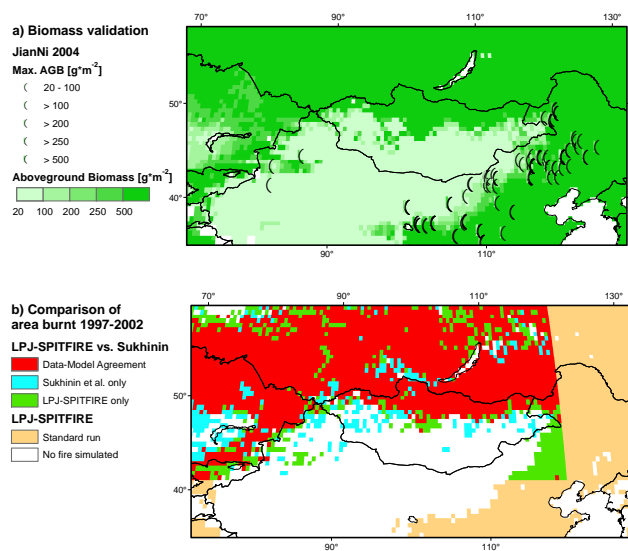 a) Biomass validation
JianNi 2004
Max. AGB [g*m-2]
20 - 100
> 100
> 200
> 250
> 500
Aboveground Biomass [g*m-2]
20 100 200 250 500
70° 110° 130°
50°
40°
90° 110°
b) Comparison of
area burnt 1997-2002
LPJ-SPITFIRE vs. Sukhinin
Data-Model Agreement
Sukhinin et al. only
LPJ-SPITFIRE only
LPJ-SPITFIRE
Standard run
No fire simulated
70° 90° 110° 130°
50°
40°
90° 110°